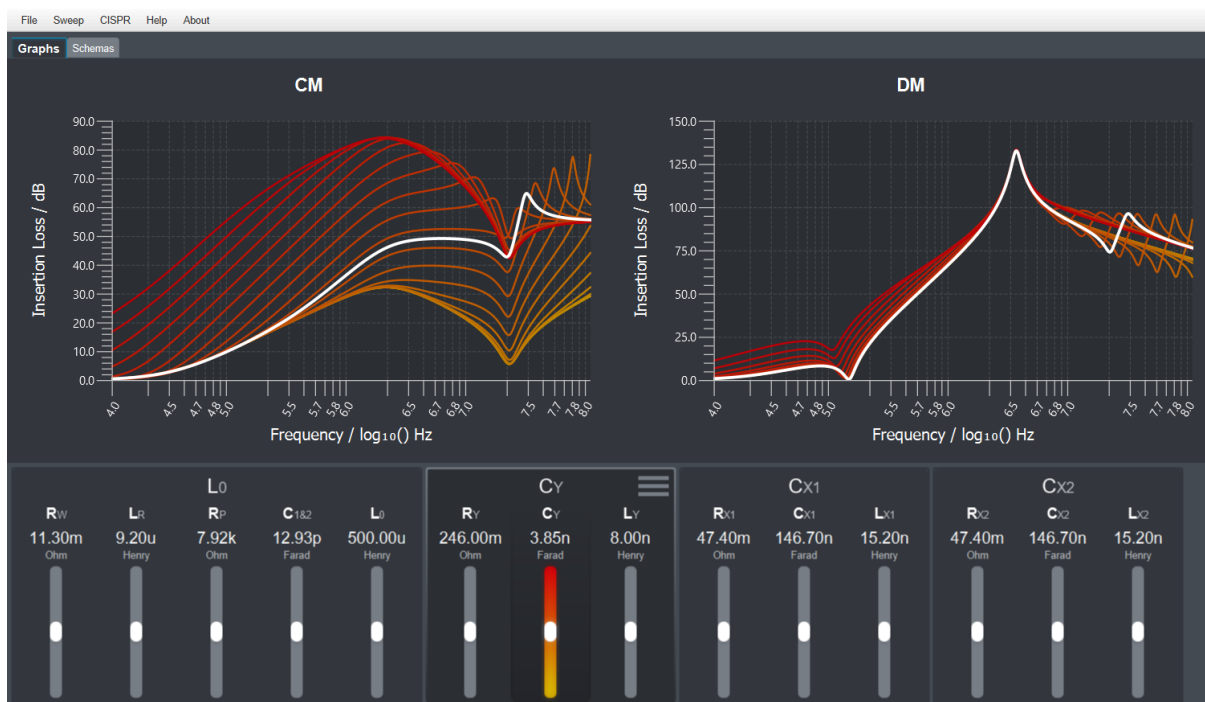 File Sweep CISPR Help About
Graphs Schemas
CM
Insertion Loss / dB
90.0
80.0
70.0
60.0
50.0
40.0
30.0
20.0
10.0
0.0
4.0 4.5 4.7 4.8 5.0 5.5 5.7 5.8 6.0 6.5 6.7 6.8 7.0 7.5 7.7 7.8 8.0
Frequency / log₁₀() Hz
DM
Insertion Loss / dB
150.0
125.0
100.0
75.0
50.0
25.0
0.0
4.0 4.5 4.7 4.8 5.0 5.5 5.7 5.8 6.0 6.5 6.7 6.8 7.0 7.5 7.7 7.8 8.0
Frequency / log₁₀() Hz
L0
RW LR RP C1&2 L0
11.30m 9.20u 7.92k 12.93p 500.00u
Ohm Henry Ohm Farad Henry
CY
RY CY LY
246.00m 3.85n 8.00n
Ohm Farad Henry
CX1
RX1 CX1 LX1
47.40m 146.70n 15.20n
Ohm Farad Henry
CX2
RX2 CX2 LX2
47.40m 146.70n 15.20n
Ohm Farad Henry